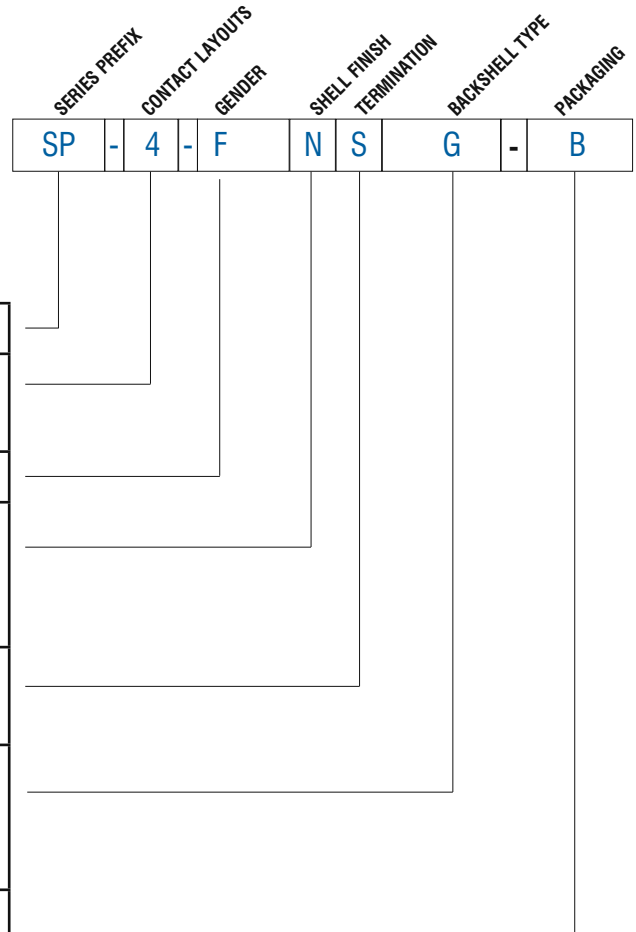 SERIES PREFIX
CONTACT LAYOUTS
GENDER
SHELL FINISH
TERMINATION
BACKSHELL TYPE
PACKAGING
SP - 4 - F N S G - B